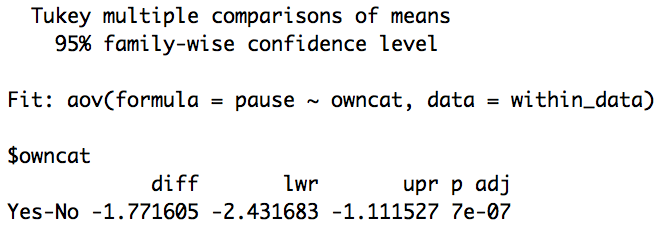 Tukey multiple comparisons of means
95% family-wise confidence level
Fit: aov(formula = pause ~ owncat, data = within_data)
$owncat
diff lwr upr p adj
Yes-No -1.771605 -2.431683 -1.111527 7e-07